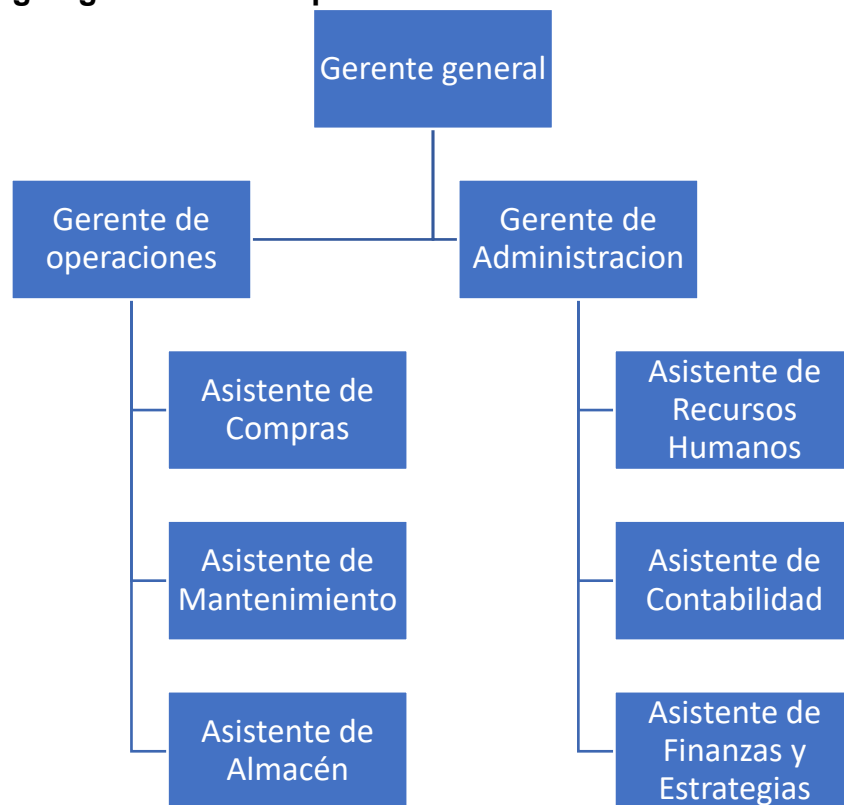 Gerente general
Gerente de
operaciones
Gerente de
Administracion
Asistente de
Compras
Asistente de
Mantenimiento
Asistente de
Almacén
Asistente de
Recursos
Humanos
Asistente de
Contabilidad
Asistente de
Finanzas y
Estrategias